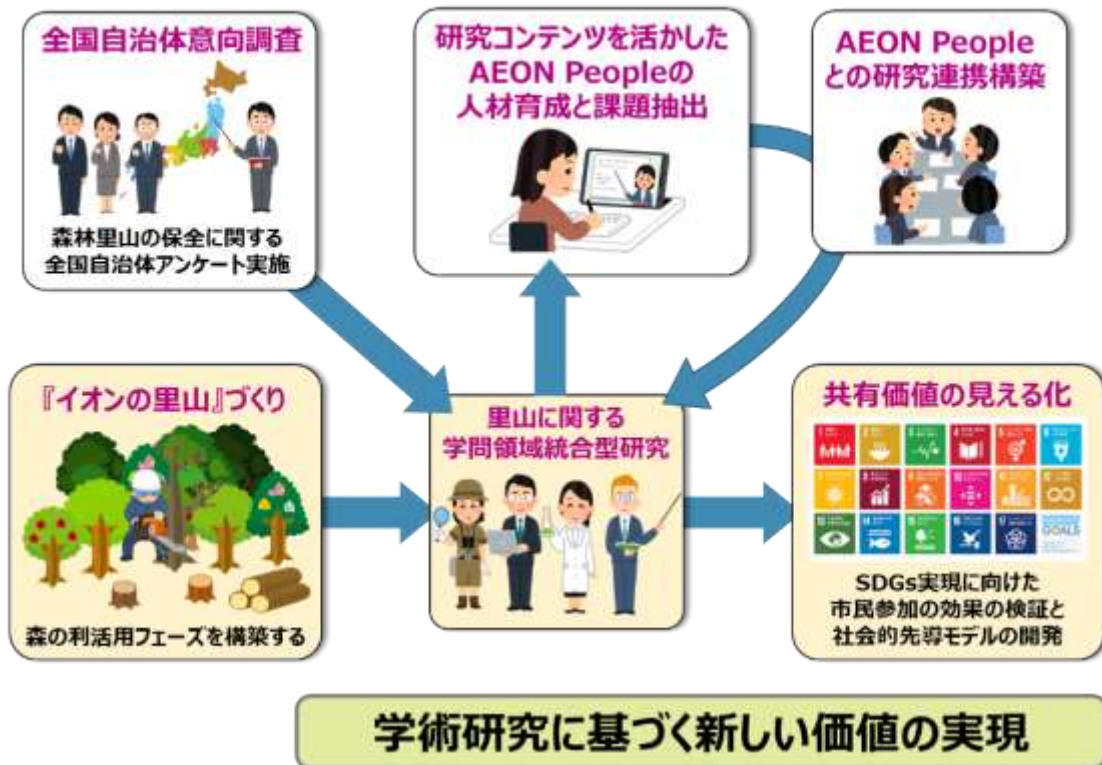 全国自治体意向調査
森林里山の保全に関する
全国自治体アンケート実施
研究コンテンツを活かした
AEON Peopleの
人材育成と課題抽出
AEON People
との研究連携構築
『イオンの里山』づくり
森の利活用フェーズを構築する
里山に関する
学問領域統合型研究
共有価値の見える化
SDGs実現に向けた
市民参加の効果の検証と
社会的先導モデルの開発
学術研究に基づく新しい価値の実現